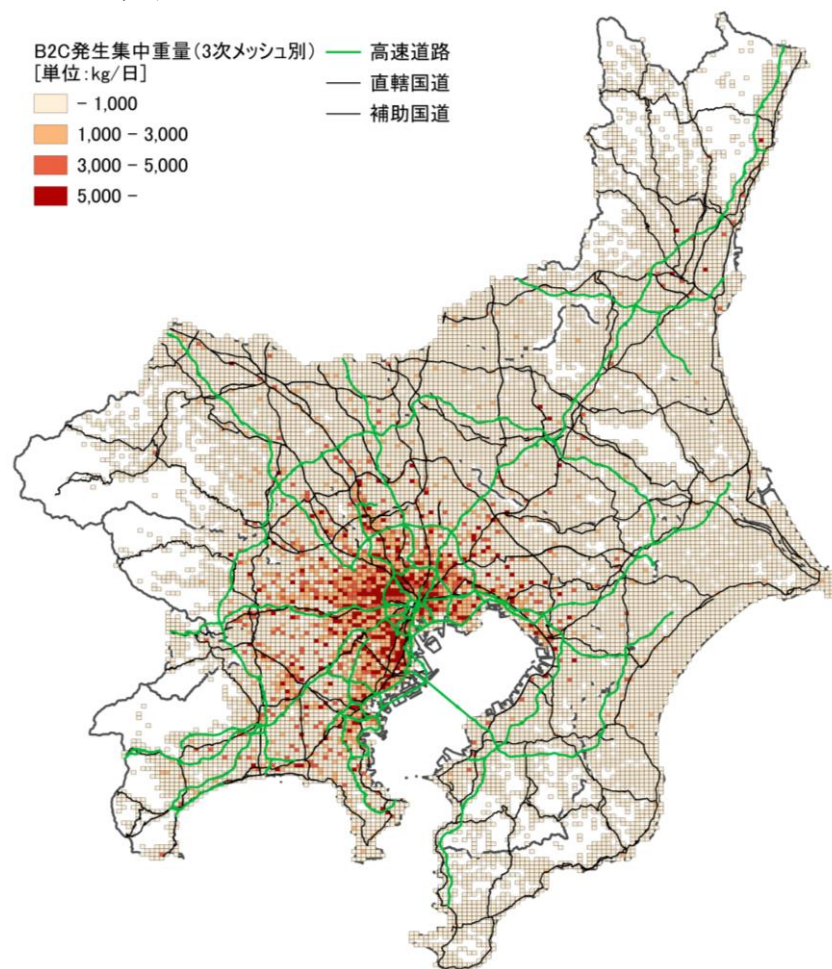 B2C発生集中重量(3次メッシュ別)
[単位:kg/日]
- 1,000
1,000 - 3,000
3,000 - 5,000
5,000 -
高速道路
直轄国道
補助国道